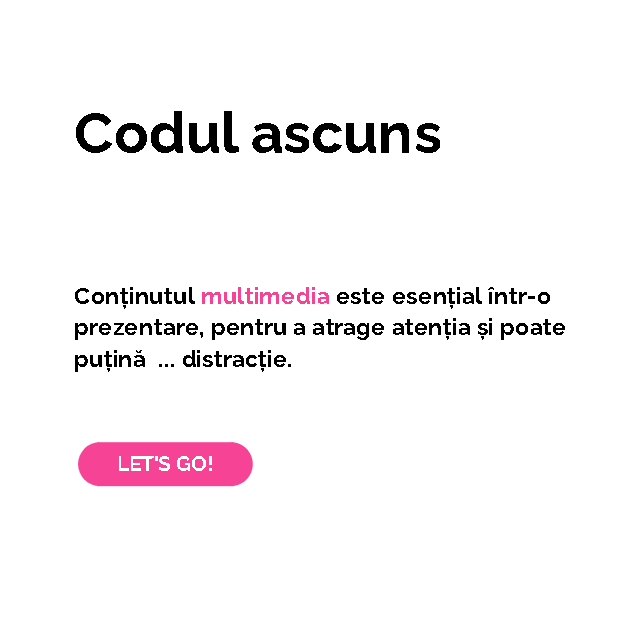 Codul ascuns
Conținutul multimedia este esențial într-o
prezentare, pentru a atrage atenția și poate
puțină ... distracție.
LET'S GO!